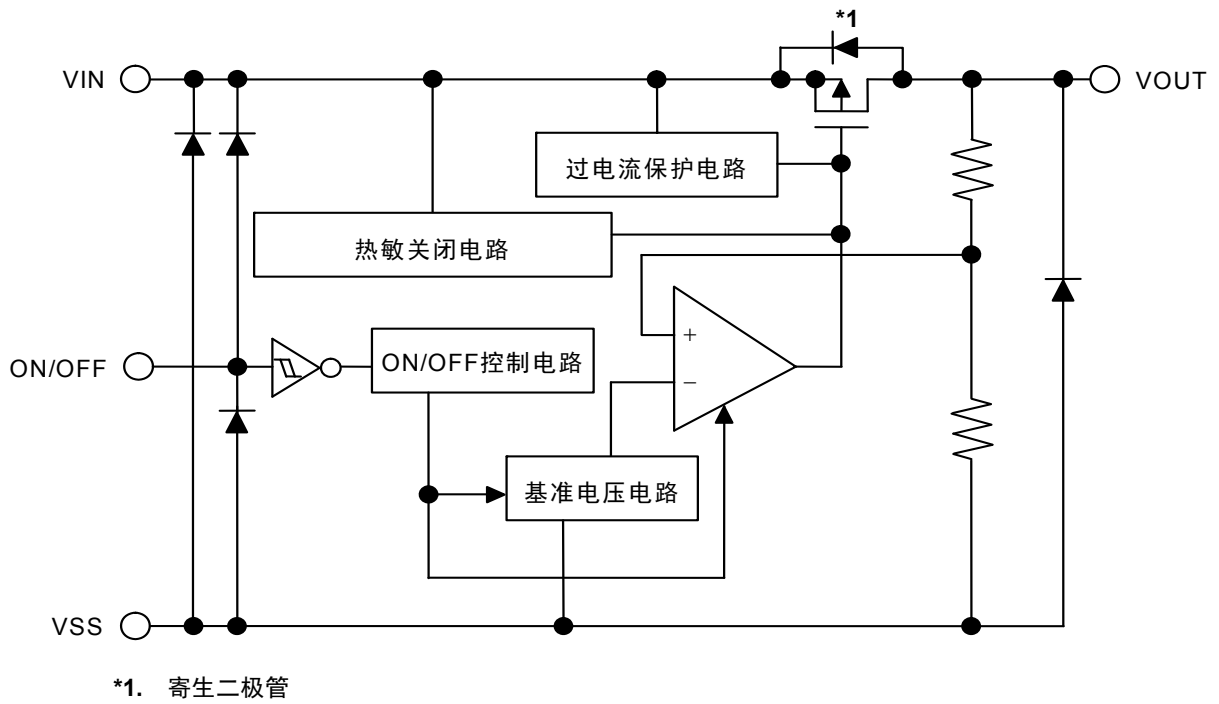 *1
VIN
VOUT
过电流保护电路
热敏关闭电路
+
ON/OFF
ON/OFF控制电路
−
基准电压电路
VSS
*1. 寄生二极管